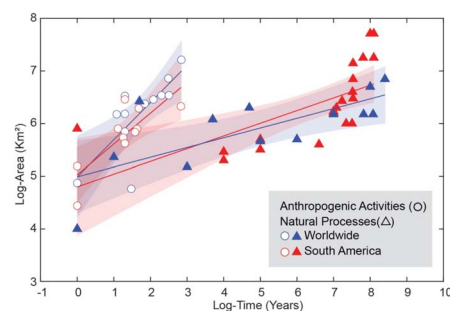 8
7
6
5
4
3
Log-Area (Km²)
-1 0 1 2 3 4 5 6 7 8 9 10
Log-Time (Years)
Anthropogenic Activities (○)
Natural Processes(△)
○ ▲ Worldwide
○ ▲ South America